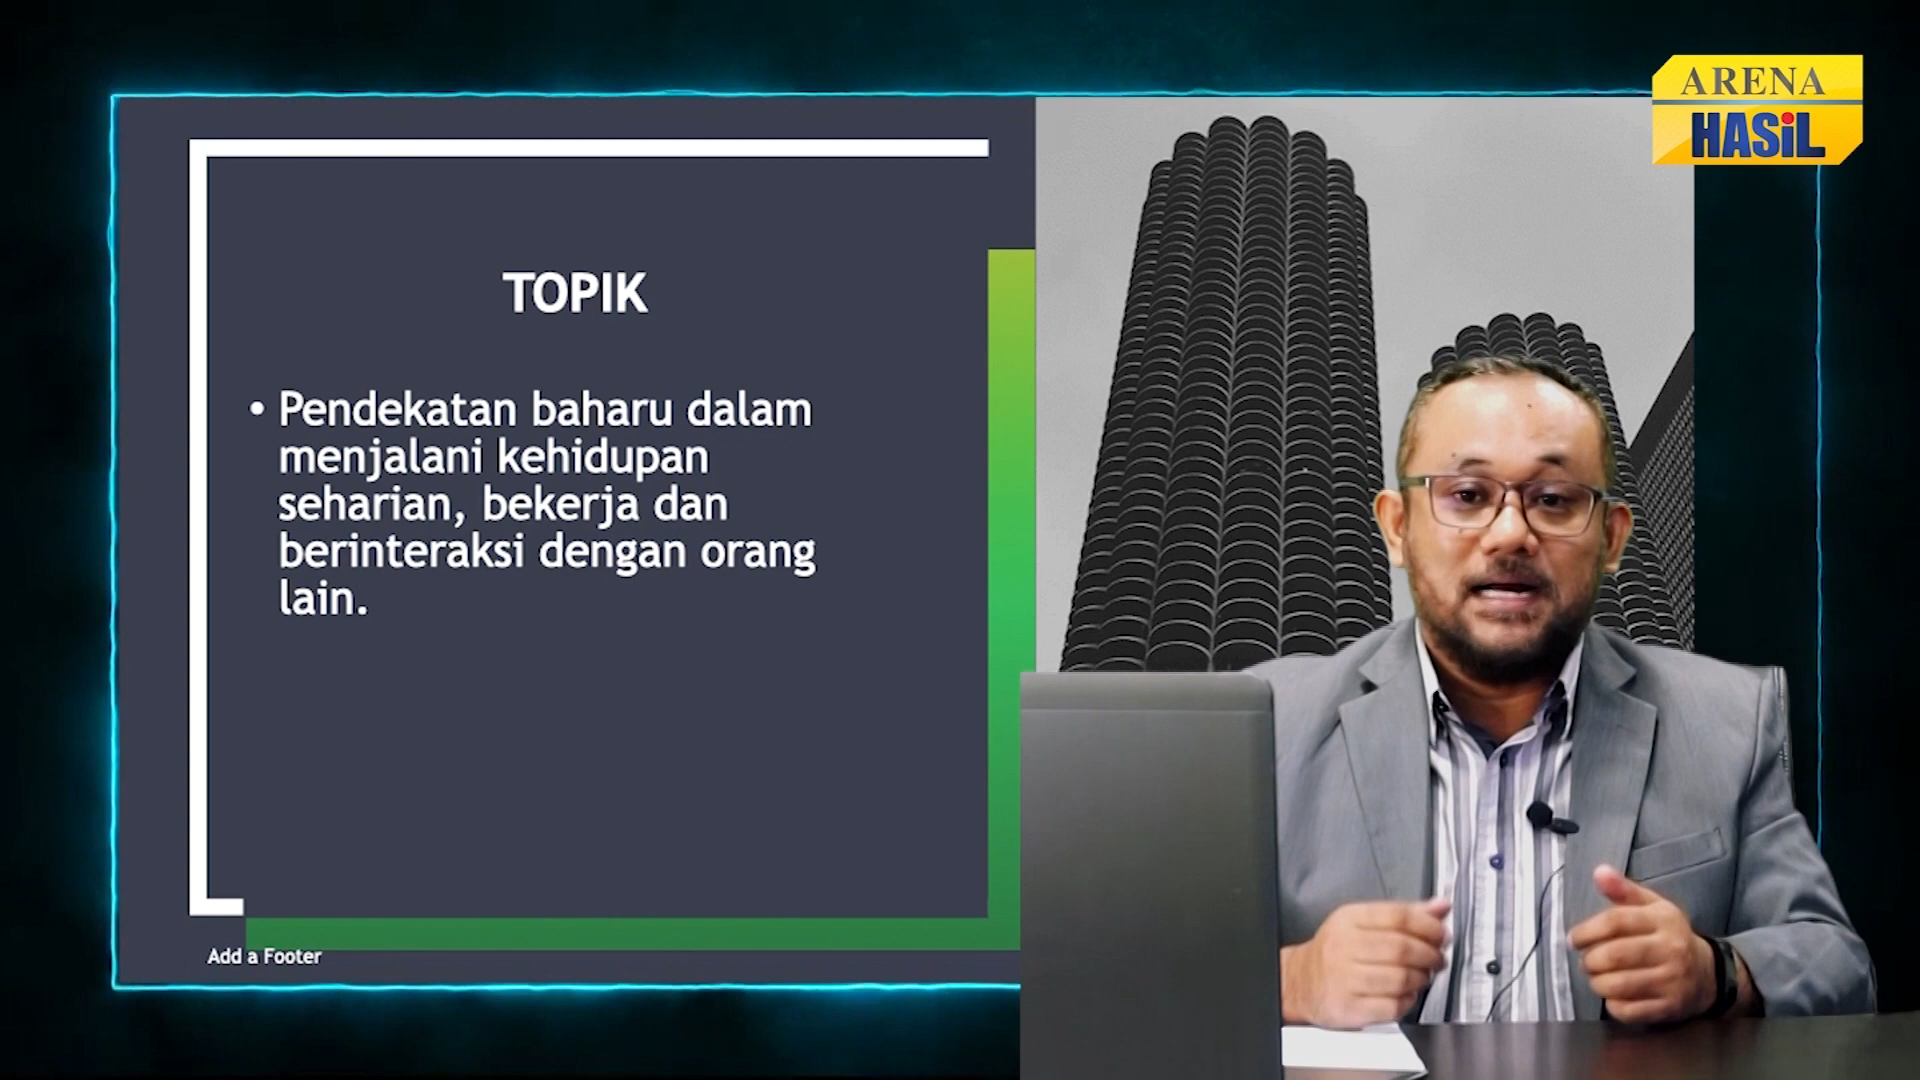 ARENA
HASiL
TOPIK
• Pendekatan baharu dalam
menjalani kehidupan
seharian, bekerja dan
berinteraksi dengan orang
lain.
Add a Footer